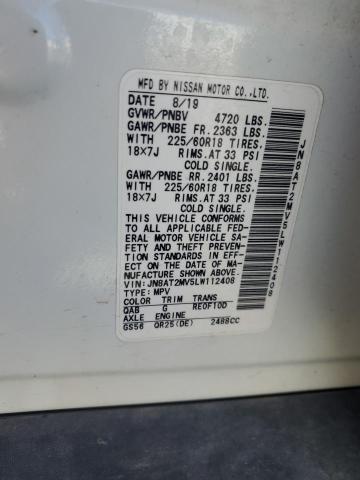 MFD BY NISSAN MOTOR CO.,LTD.
DATE 8/19
GVWR/PNBV 4720 LBS.
GAWR/PNBE FR. 2363 LBS.
WITH 225/60R18 TIRES.
18X7J RIMS.AT 33 PSI
COLD SINGLE.
GAWR/PNBE RR. 2401 LBS.
WITH 225/60R18 TIRES.
18X7J RIMS.AT 33 PSI
COLD SINGLE.
THIS VEHICLE CONFORMS
TO ALL APPLICABLE FED-
ERAL MOTOR VEHICLE SA-
FETY AND THEFT PREVENTION
STANDARDS IN EFFECT
ON THE DATE OF MA-
NUFACTURE SHOWN ABOVE.
VIN:JN8AT2MV5LW112408
TYPE:MPV
COLOR TRIM TRANS
QAB G RE0F10D
AXLE ENGINE
GS56 QR25(DE) 2488CC
JN8AT2MV5LW112408